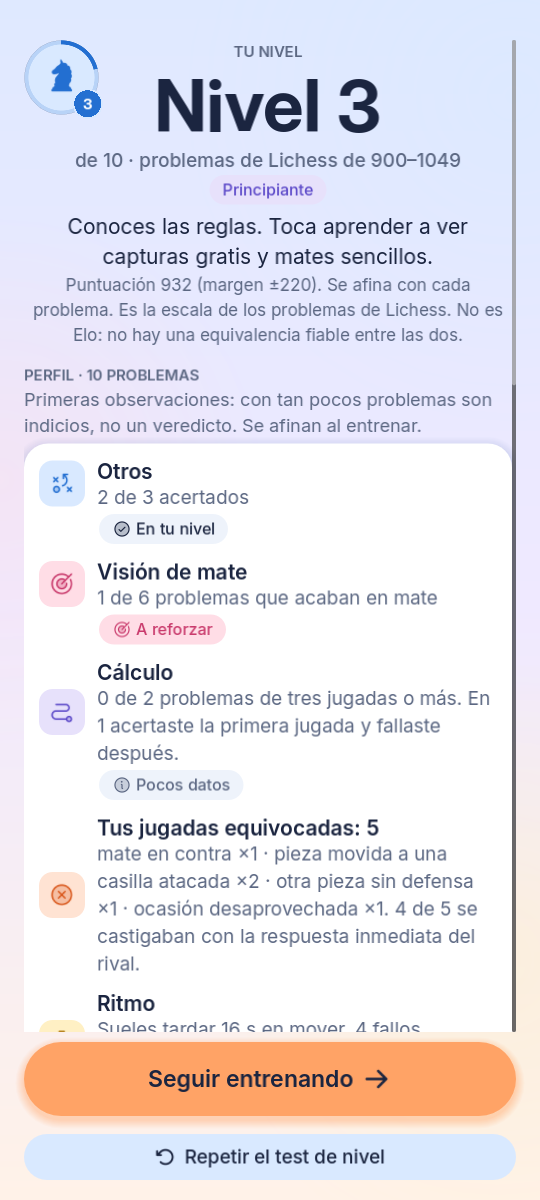 3
TU NIVEL
Nivel 3
de 10 · problemas de Lichess de 900–1049
Principiante
Conoces las reglas. Toca aprender a ver
capturas gratis y mates sencillos.
Puntuación 932 (margen ±220). Se afina con cada
problema. Es la escala de los problemas de Lichess. No es
Elo: no hay una equivalencia fiable entre las dos.
PERFIL · 10 PROBLEMAS
Primeras observaciones: con tan pocos problemas son
indicios, no un veredicto. Se afinan al entrenar.
Otros
2 de 3 acertados
En tu nivel
Visión de mate
1 de 6 problemas que acaban en mate
A reforzar
Cálculo
0 de 2 problemas de tres jugadas o más. En
1 acertaste la primera jugada y fallaste
después.
Pocos datos
Tus jugadas equivocadas: 5
mate en contra ×1 · pieza movida a una
casilla atacada ×2 · otra pieza sin defensa
×1 · ocasión desaprovechada ×1. 4 de 5 se
castigaban con la respuesta inmediata del
rival.
Ritmo
Sueles tardar 16 s en mover. 4 fallos
Seguir entrenando
Repetir el test de nivel